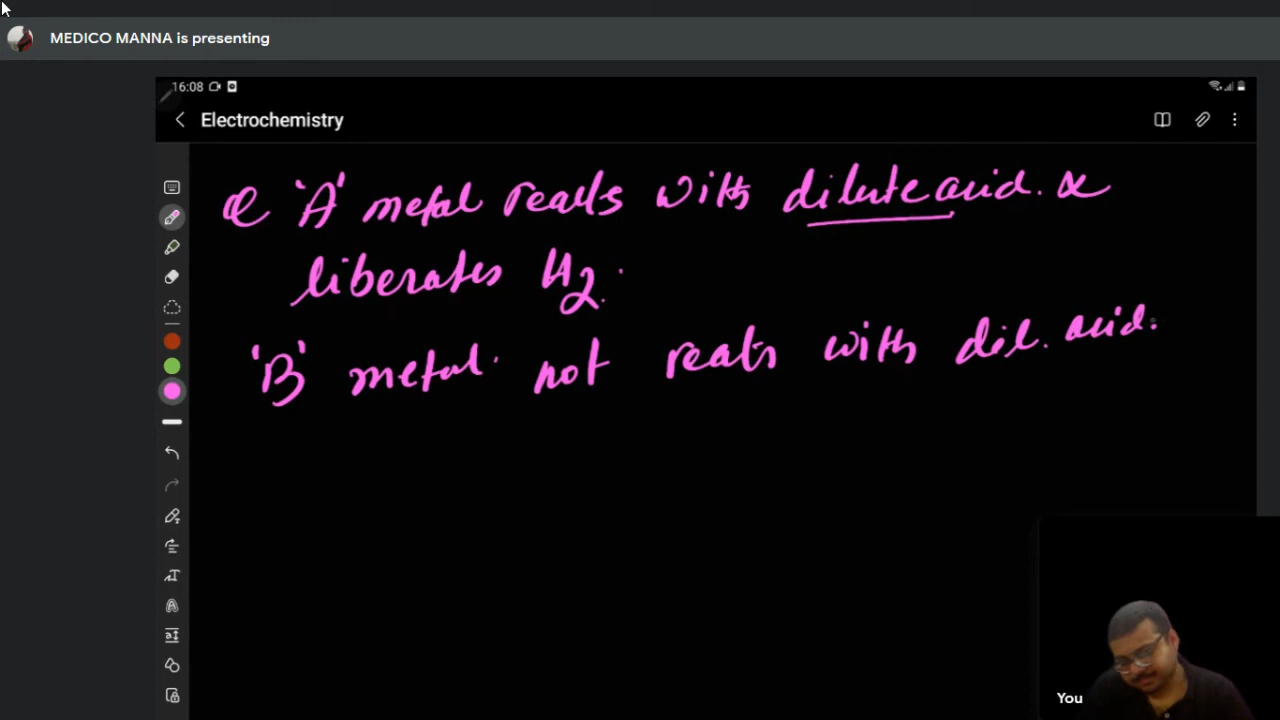 MEDICO MANNA is presenting
16:08
Electrochemistry
Q 'A' metal reacts with dilute acid. &
liberates H2.
'B' metal not reacts with dil. acid.
You